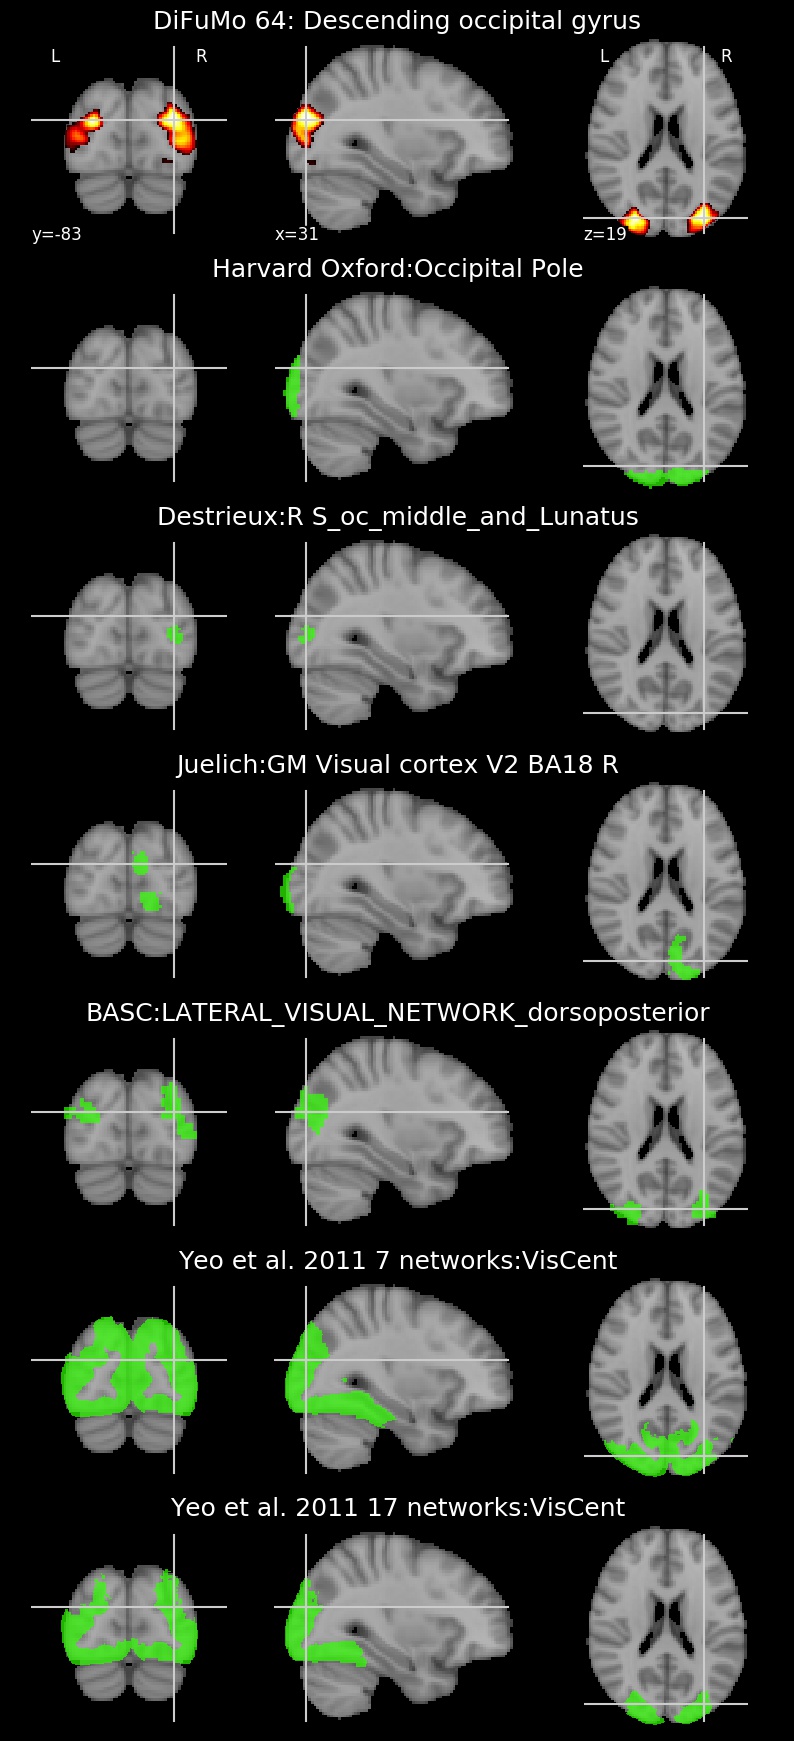 DiFuMo 64: Descending occipital gyrus
L R L R
y=-83 x=31 z=19
Harvard Oxford:Occipital Pole
Destrieux:R S_oc_middle_and_Lunatus
Juelich:GM Visual cortex V2 BA18 R
BASC:LATERAL_VISUAL_NETWORK_dorsoposterior
Yeo et al. 2011 7 networks:VisCent
Yeo et al. 2011 17 networks:VisCent